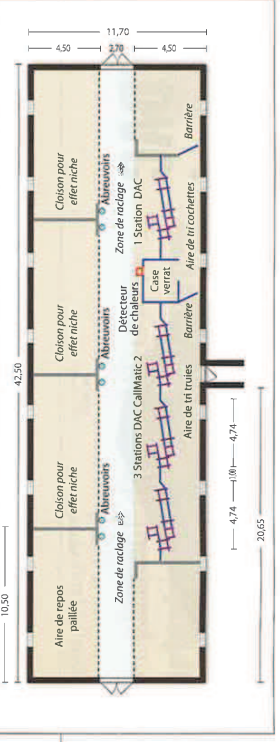 11,70
4,50
2,70
4,50
42,50
10,50
Cloison pour
effet niche
Cloison pour
effet niche
Cloison pour
effet niche
Aire de repos
paillée
Abreuvoirs
Abreuvoirs
Abreuvoirs
Zone de raclage
Zone de raclage
Détecteur
de chaleurs
1 Station DAC
3 Stations DAC CallMatic 2
Case
verrat
Barrière
Aire de tri cochettes
Barrière
Aire de tri truies
4,74
1,00
4,74
20,65